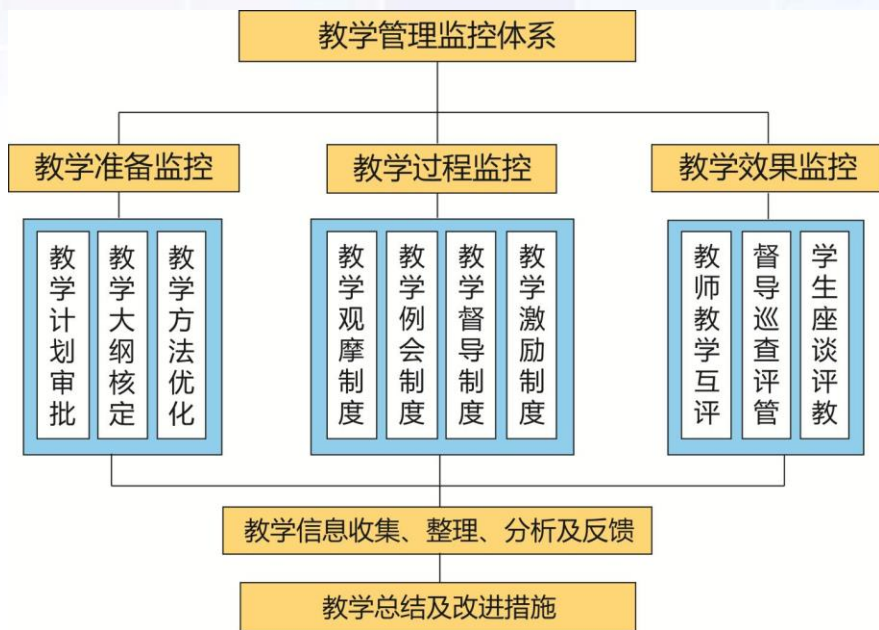 教学管理监控体系
教学准备监控
教学过程监控
教学效果监控
教学计划审批
教学大纲核定
教学方法优化
教学观摩制度
教学例会制度
教学督导制度
教学激励制度
教师教学互评
督导巡查评管
学生座谈评教
教学信息收集、整理、分析及反馈
教学总结及改进措施